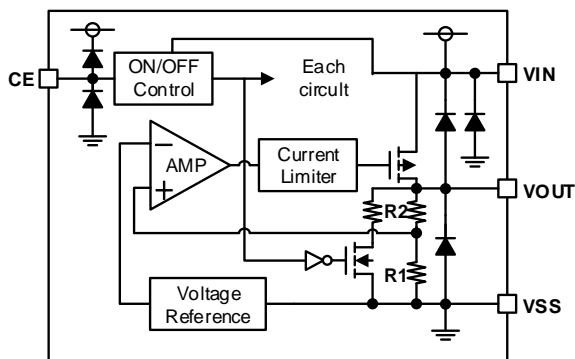 CE
ON/OFF
Control
Each
circuit
VIN
−
AMP
+
Current
Limiter
R2
VOUT
R1
Voltage
Reference
VSS